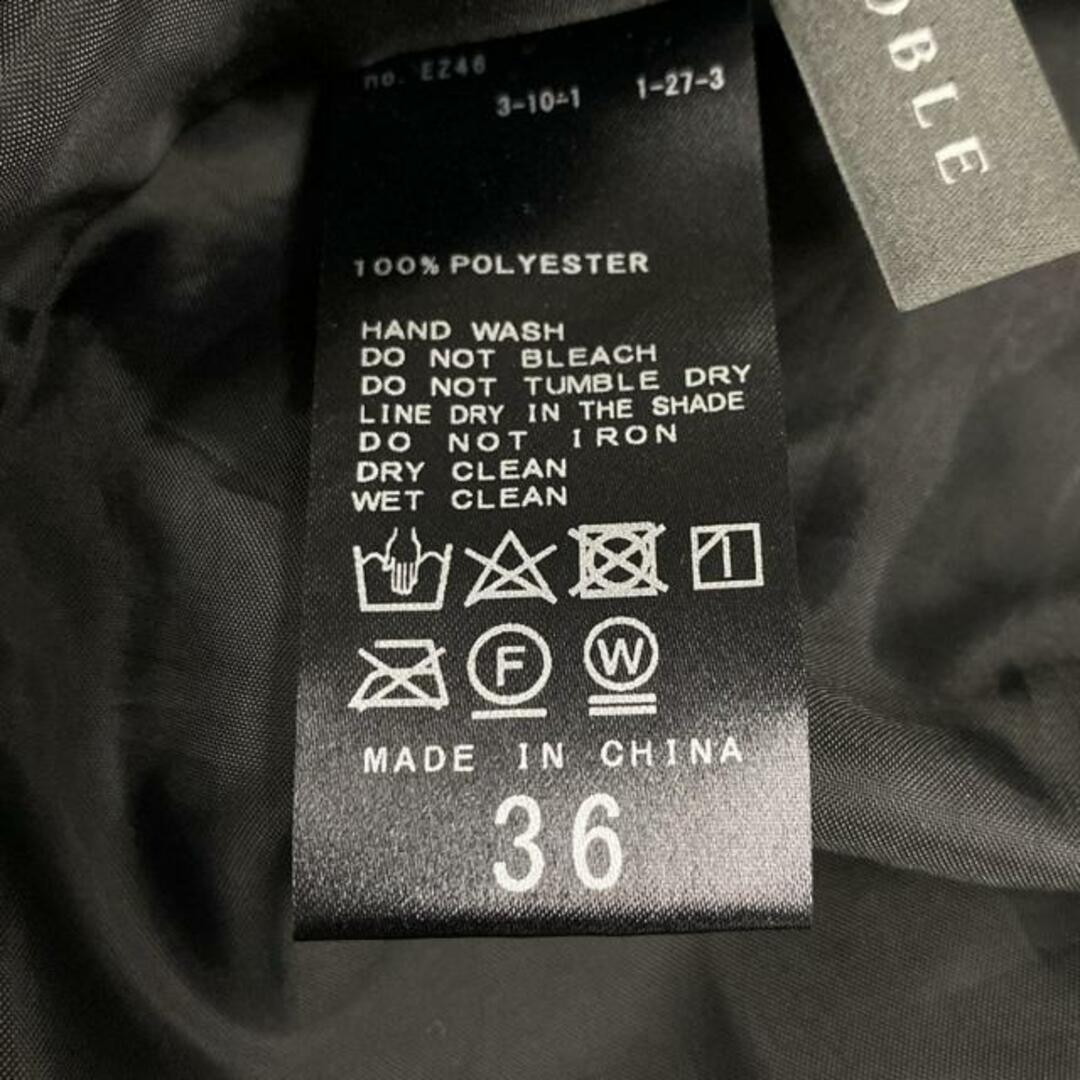 no. EZ46
3-10-1 1-27-3
OBLE
100% POLYESTER
HAND WASH
DO NOT BLEACH
DO NOT TUMBLE DRY
LINE DRY IN THE SHADE
DO NOT IRON
DRY CLEAN
WET CLEAN
F W
MADE IN CHINA
36